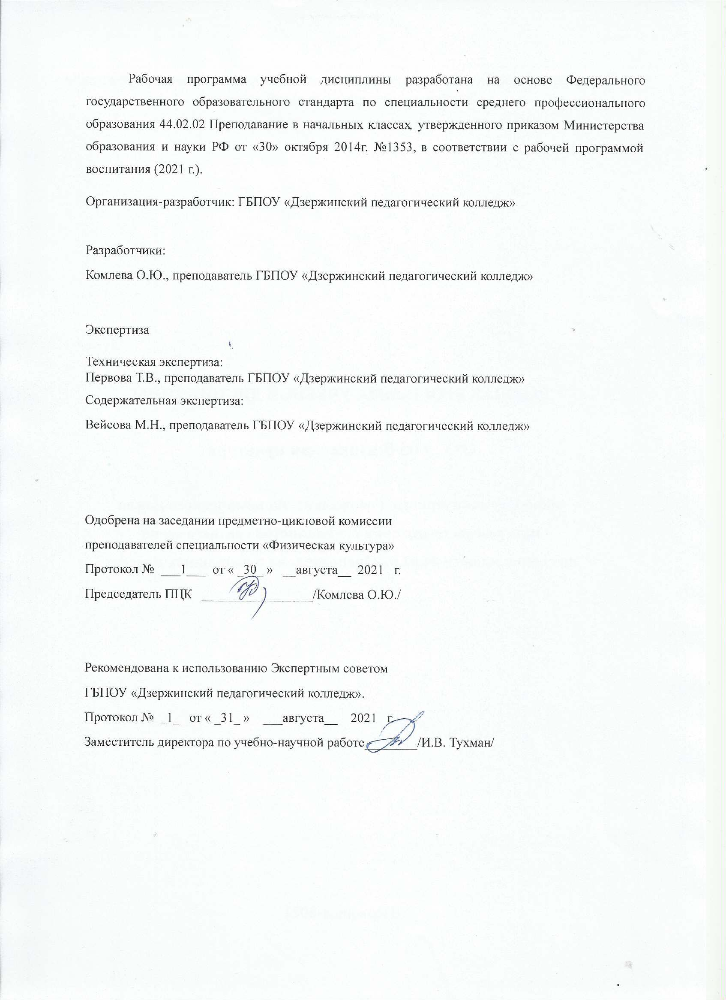 Рабочая программа учебной дисциплины разработана на основе Федерального
государственного образовательного стандарта по специальности среднего профессионального
образования 44.02.02 Преподавание в начальных классах, утвержденного приказом Министерства
образования и науки РФ от «30» октября 2014г. №1353, в соответствии с рабочей программой
воспитания (2021 г.).
Организация-разработчик: ГБПОУ «Дзержинский педагогический колледж»
Разработчики:
Комлева О.Ю., преподаватель ГБПОУ «Дзержинский педагогический колледж»
Экспертиза
Техническая экспертиза:
Первова Т.В., преподаватель ГБПОУ «Дзержинский педагогический колледж»
Содержательная экспертиза:
Вейсова М.Н., преподаватель ГБПОУ «Дзержинский педагогический колледж»
Одобрена на заседании предметно-цикловой комиссии
преподавателей специальности «Физическая культура»
Протокол № ___1___ от « _30_ » __августа__ 2021 г.
Председатель ПЦК _________________/Комлева О.Ю./
Рекомендована к использованию Экспертным советом
ГБПОУ «Дзержинский педагогический колледж».
Протокол № _1_ от « _31_ » ___августа__ 2021 г.
Заместитель директора по учебно-научной работе________/И.В. Тухман/